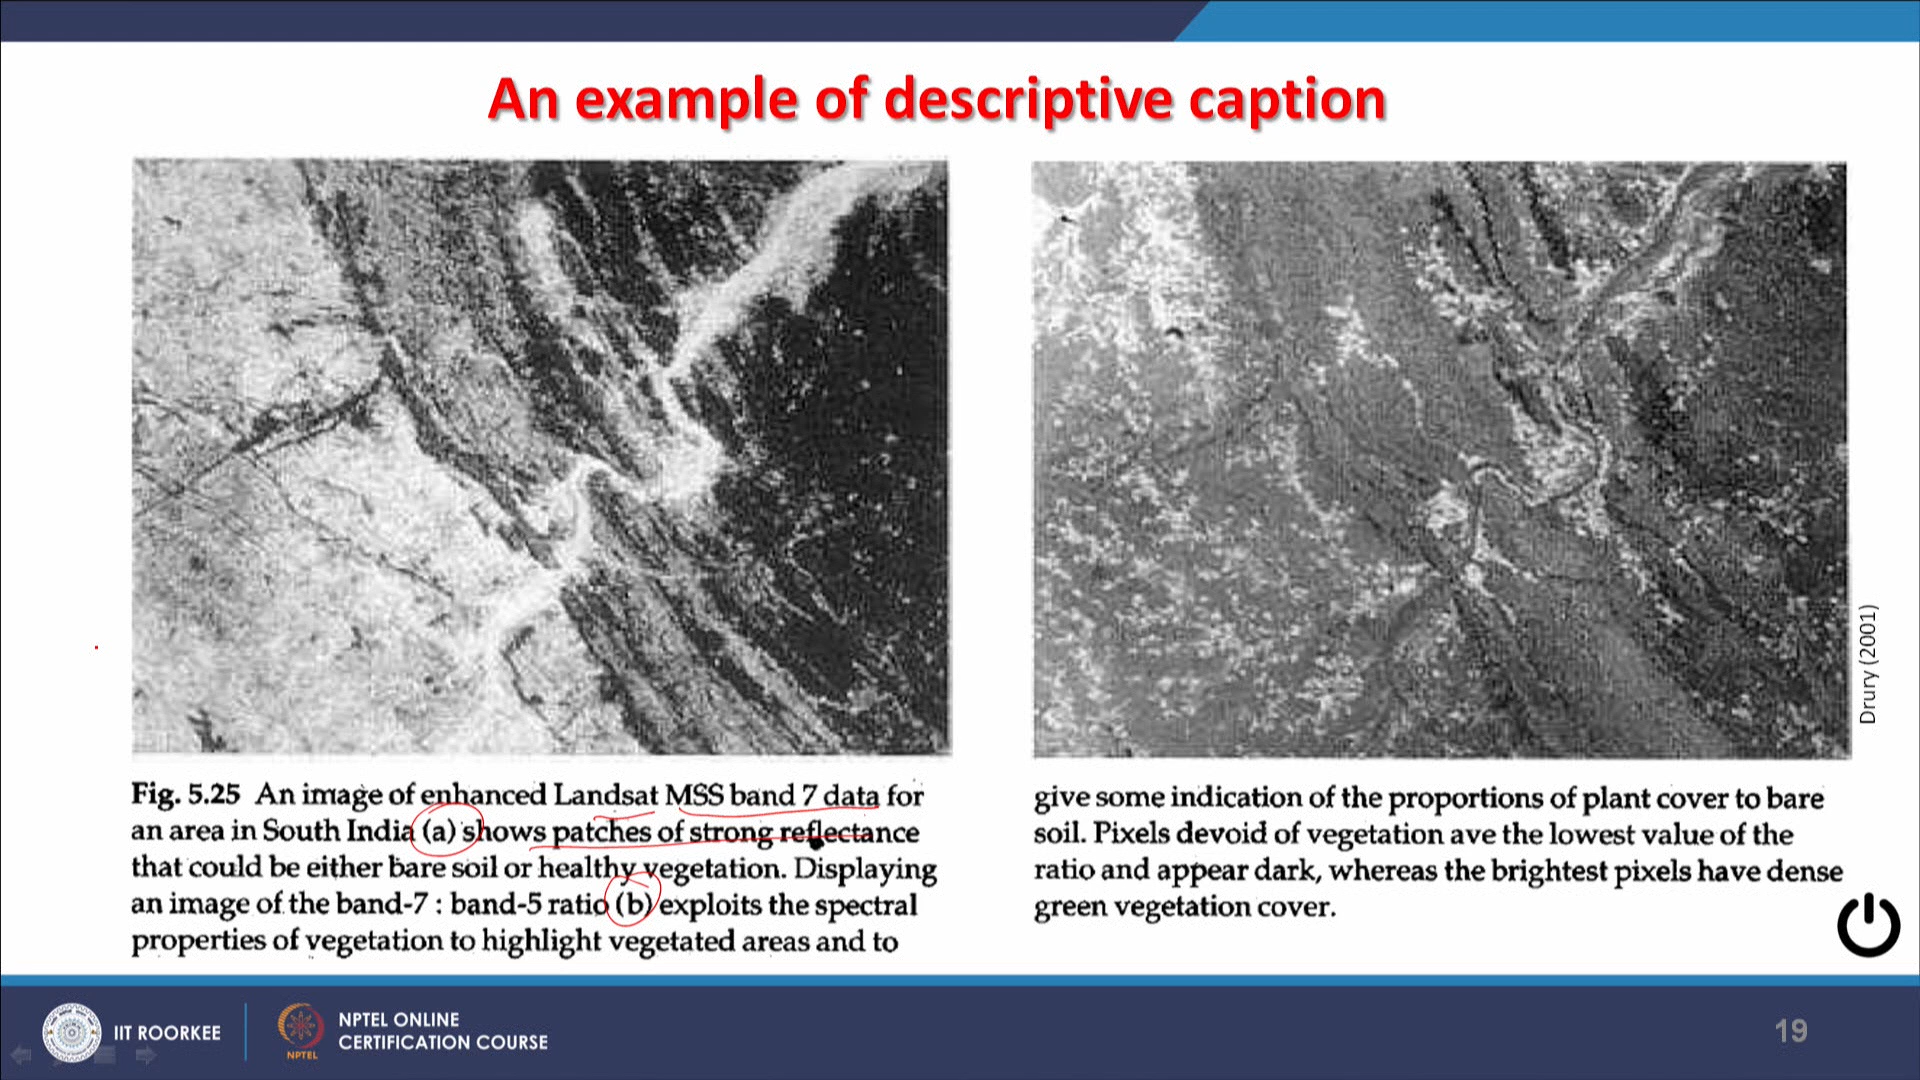 An example of descriptive caption
Fig. 5.25 An image of enhanced Landsat MSS band 7 data for
an area in South India (a) shows patches of strong reflectance
that could be either bare soil or healthy vegetation. Displaying
an image of the band-7 : band-5 ratio (b) exploits the spectral
properties of vegetation to highlight vegetated areas and to
give some indication of the proportions of plant cover to bare
soil. Pixels devoid of vegetation ave the lowest value of the
ratio and appear dark, whereas the brightest pixels have dense
green vegetation cover.
Drury (2001)
IIT ROORKEE
NPTEL
NPTEL ONLINE
CERTIFICATION COURSE
19